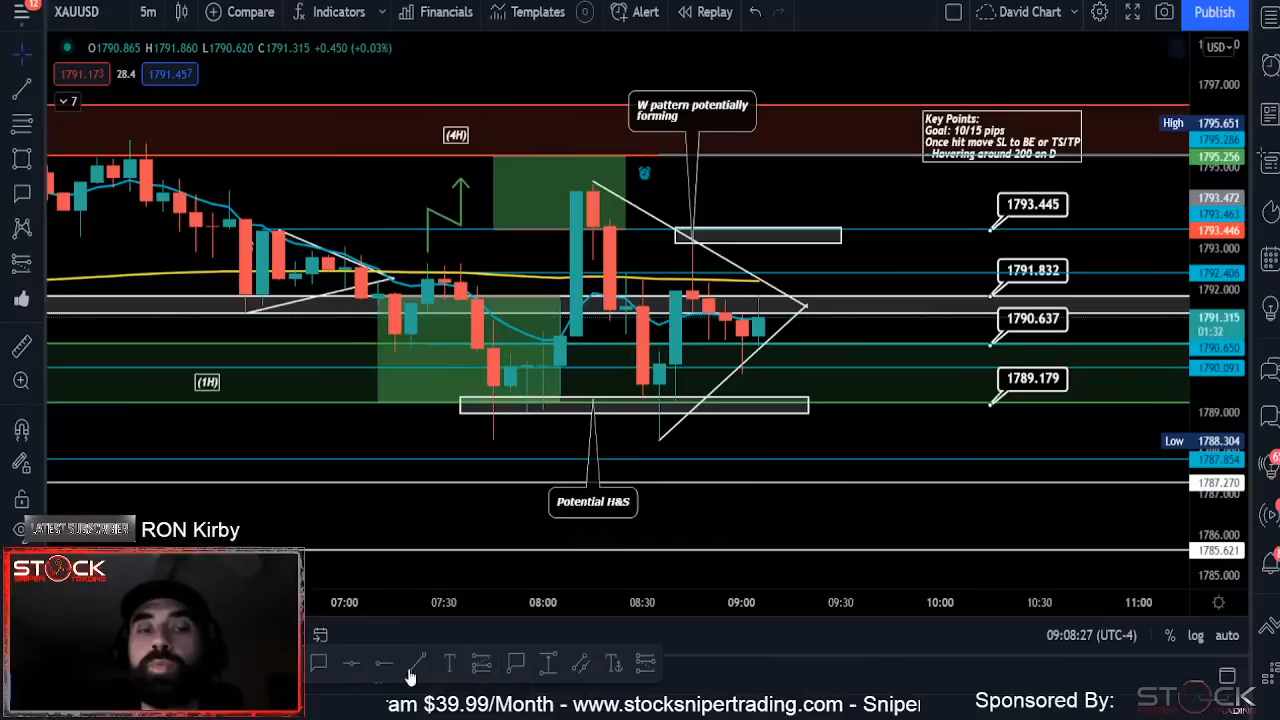 12
XAUUSD
5m
Compare
Indicators
Financials
Templates
Alert
Replay
David Chart
Publish
O1790.865 H1791.860 L1790.620 C1791.315 +0.450 (+0.03%)
USD
1791.173
28.4
1791.457
7
W pattern potentially
forming
(4H)
Key Points:
Goal: 10/15 pips
Once hit move SL to BE or TS/TP
Hovering around 200 on D
1797.000
High 1795.651
1795.286
1795.256
1795.000
1793.445
1793.472
1793.463
1793.446
1793.000
1791.832
1792.406
1792.000
1790.637
1791.315
01:32
1790.650
1790.093
(1H)
1789.179
1789.000
Low 1788.304
1787.854
1787.270
1787.000
Potential H&S
1786.000
1785.621
1785.000
LATEST SUBSCRIBER
RON Kirby
STOCK
SNIPER TRADING
07:00
07:30
08:00
08:30
09:00
09:30
10:00
10:30
11:00
09:08:27 (UTC-4)
%
log
auto
am $39.99/Month - www.stocksnipertrading.com - Sniper
Sponsored By:
STOCK
TRADING